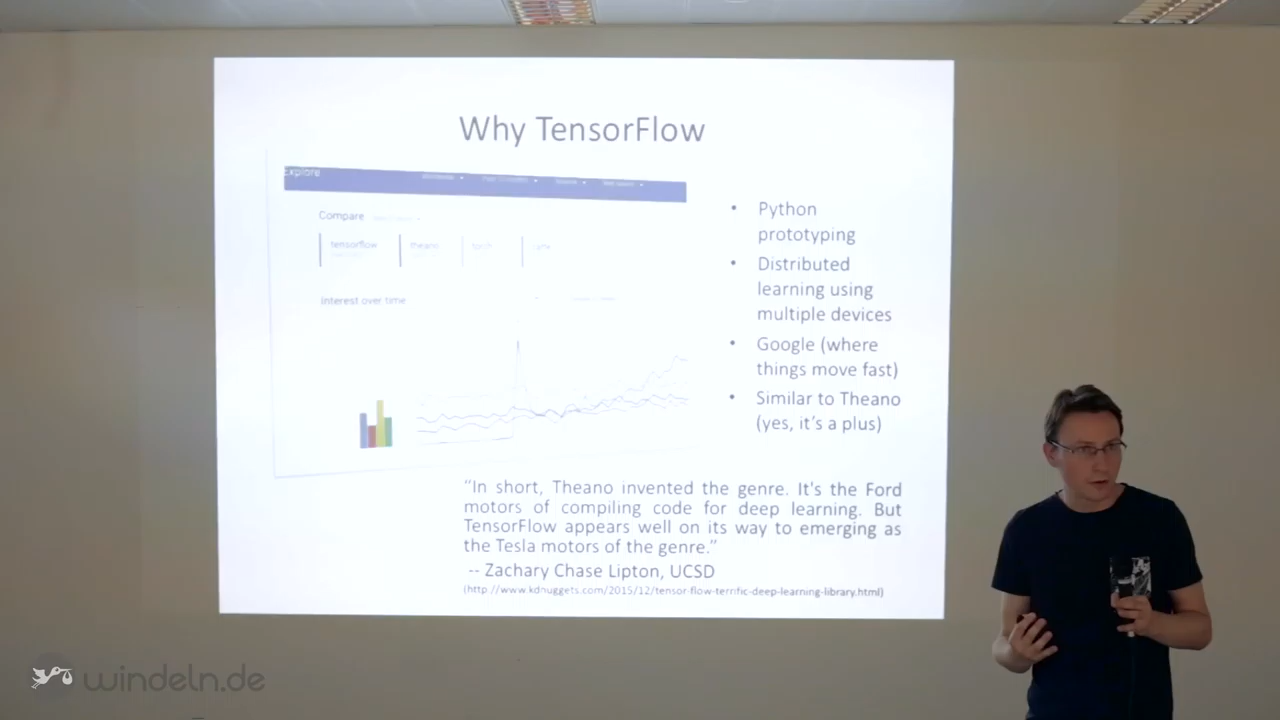 Why TensorFlow
Explore
Compare
tensorflow
theano
torch
Interest over time
• Python
prototyping
• Distributed
learning using
multiple devices
• Google (where
things move fast)
• Similar to Theano
(yes, it's a plus)
"In short, Theano invented the genre. It's the Ford
motors of compiling code for deep learning. But
TensorFlow appears well on its way to emerging as
the Tesla motors of the genre."
-- Zachary Chase Lipton, UCSD
(http://www.kdnuggets.com/2015/12/tensor-flow-terrific-deep-learning-library.html)
windeln.de